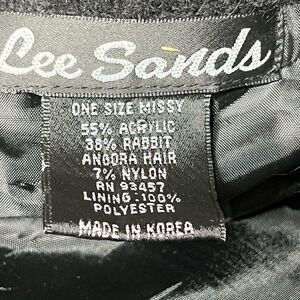 Lee Sands
ONE SIZE MISSY
55% ACRYLIC
38% RABBIT
ANGORA HAIR
7% NYLON
RN 93457
LINING: 100%
POLYESTER
MADE IN KOREA